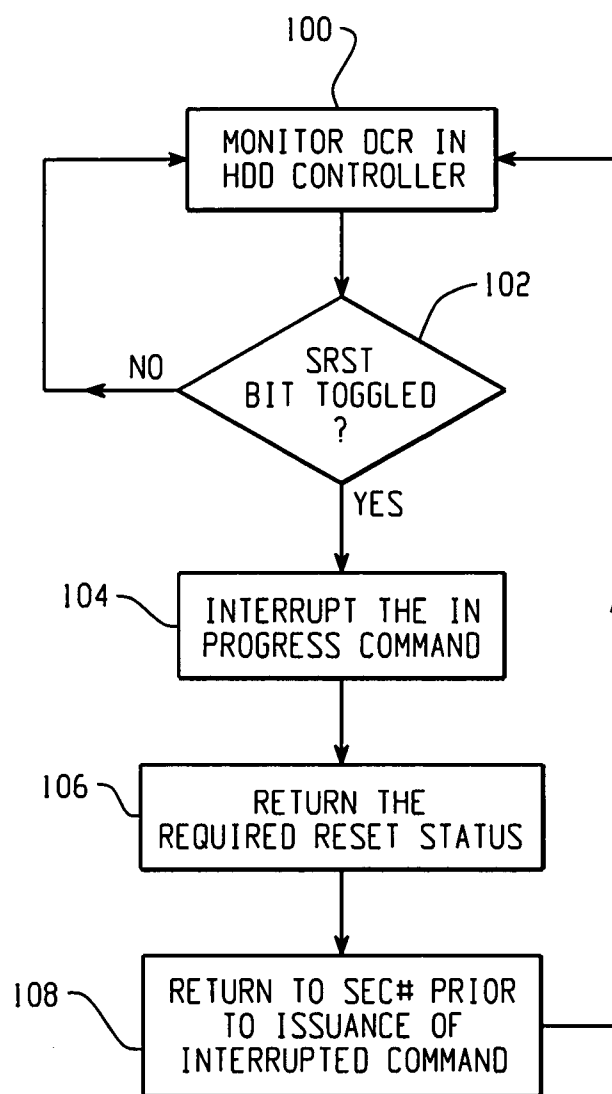 100
MONITOR DCR IN
HDD CONTROLLER
102
SRST
BIT TOGGLED
?
NO
YES
104
INTERRUPT THE IN
PROGRESS COMMAND
106
RETURN THE
REQUIRED RESET STATUS
108
RETURN TO SEC# PRIOR
TO ISSUANCE OF
INTERRUPTED COMMAND